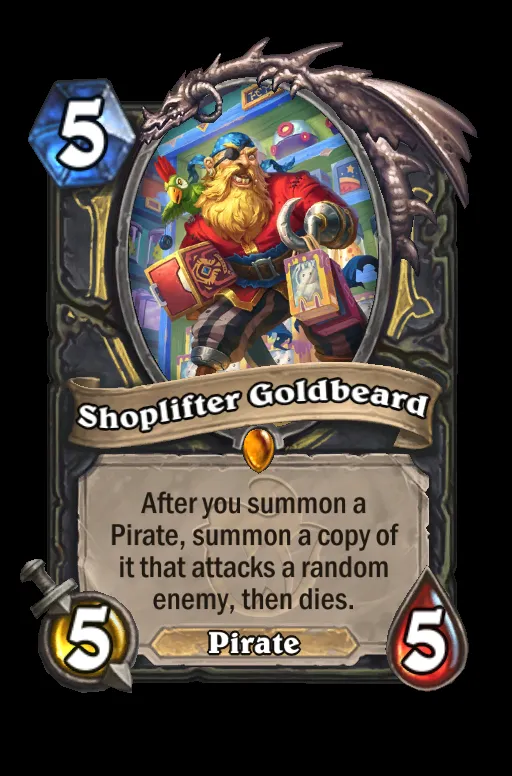 5
Shoplifter Goldbeard
After you summon a
Pirate, summon a copy of
it that attacks a random
enemy, then dies.
5
Pirate
5